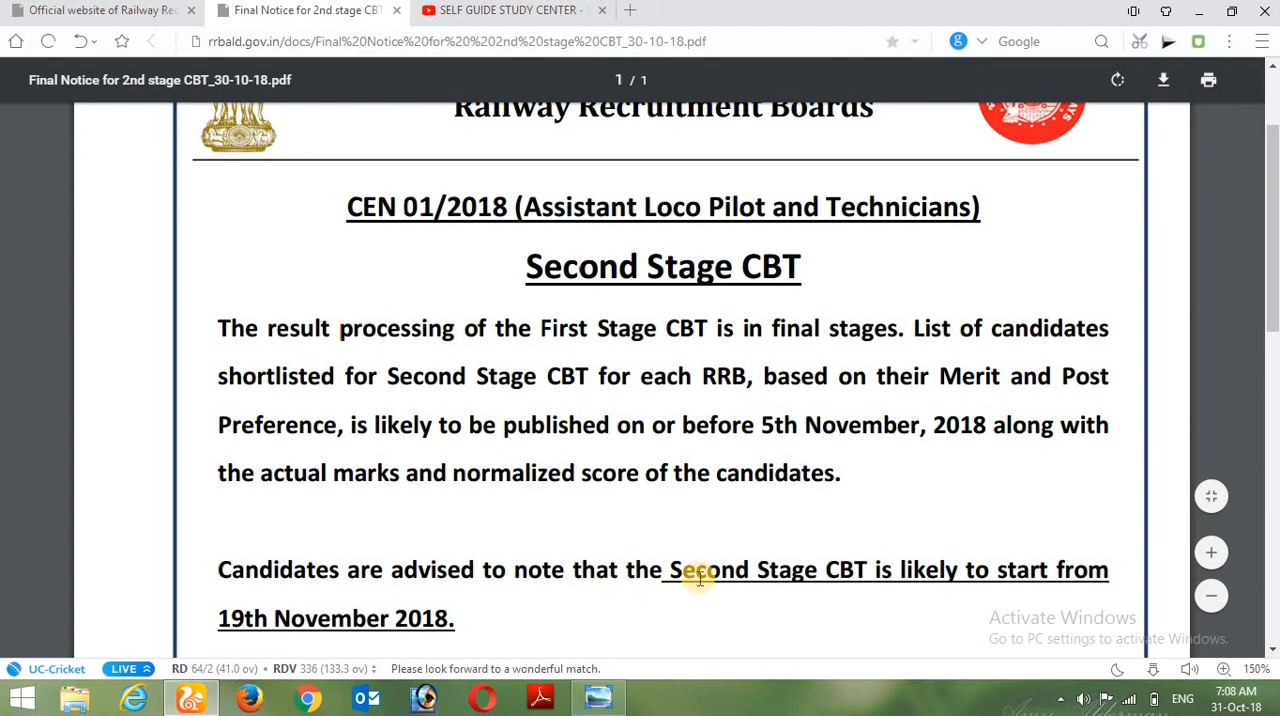 Official website of Railway Rec
Final Notice for 2nd stage CBT
SELF GUIDE STUDY CENTER -
rrbald.gov.in/docs/Final%20Notice%20for%20%202nd%20stage%20CBT_30-10-18.pdf
Google
Final Notice for 2nd stage CBT_30-10-18.pdf
1 / 1
Railway Recruitment Boards
CEN 01/2018 (Assistant Loco Pilot and Technicians)
Second Stage CBT
The result processing of the First Stage CBT is in final stages. List of candidates
shortlisted for Second Stage CBT for each RRB, based on their Merit and Post
Preference, is likely to be published on or before 5th November, 2018 along with
the actual marks and normalized score of the candidates.
Candidates are advised to note that the Second Stage CBT is likely to start from
19th November 2018.
Activate Windows
Go to PC settings to activate Windows.
UC-Cricket
LIVE
RD 64/2 (41.0 ov) • RDV 336 (133.3 ov)
Please look forward to a wonderful match.
150%
ENG
7:08 AM
31-Oct-18